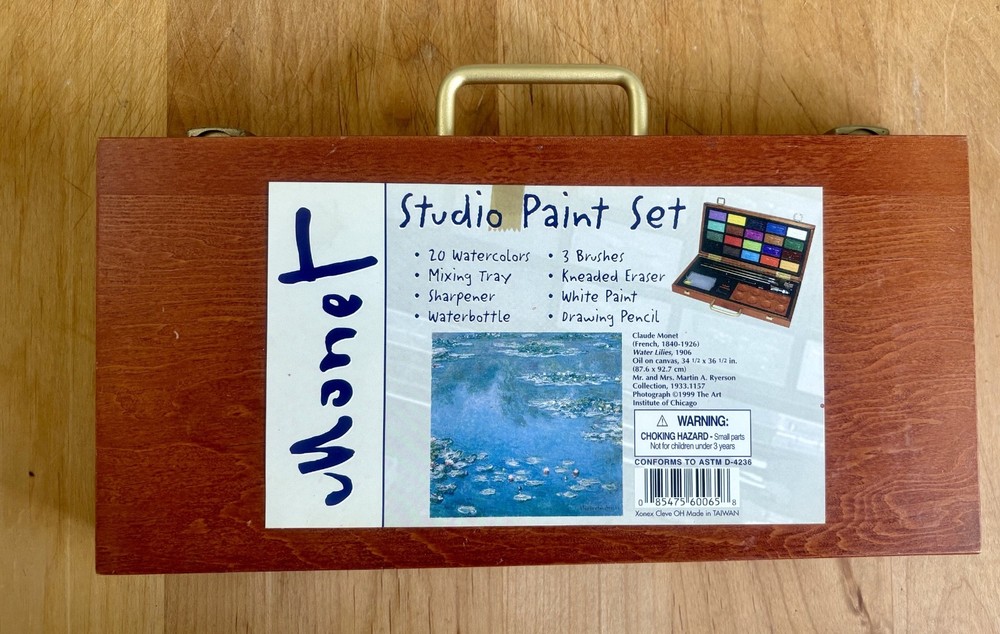 Monet
Studio Paint Set
• 20 Watercolors
• Mixing Tray
• Sharpener
• Waterbottle
• 3 Brushes
• Kneaded Eraser
• White Paint
• Drawing Pencil
Claude Monet
(French, 1840-1926)
Water Lilies, 1906
Oil on canvas, 34 1/2 x 36 1/2 in.
(87.6 x 92.7 cm)
Mr. and Mrs. Martin A. Ryerson
Collection, 1933.1157
Photograph ©1999 The Art
Institute of Chicago
⚠ WARNING:
CHOKING HAZARD - Small parts
Not for children under 3 years
CONFORMS TO ASTM D-4236
0 85475 60065 8
Xonex Cleve OH Made in TAIWAN